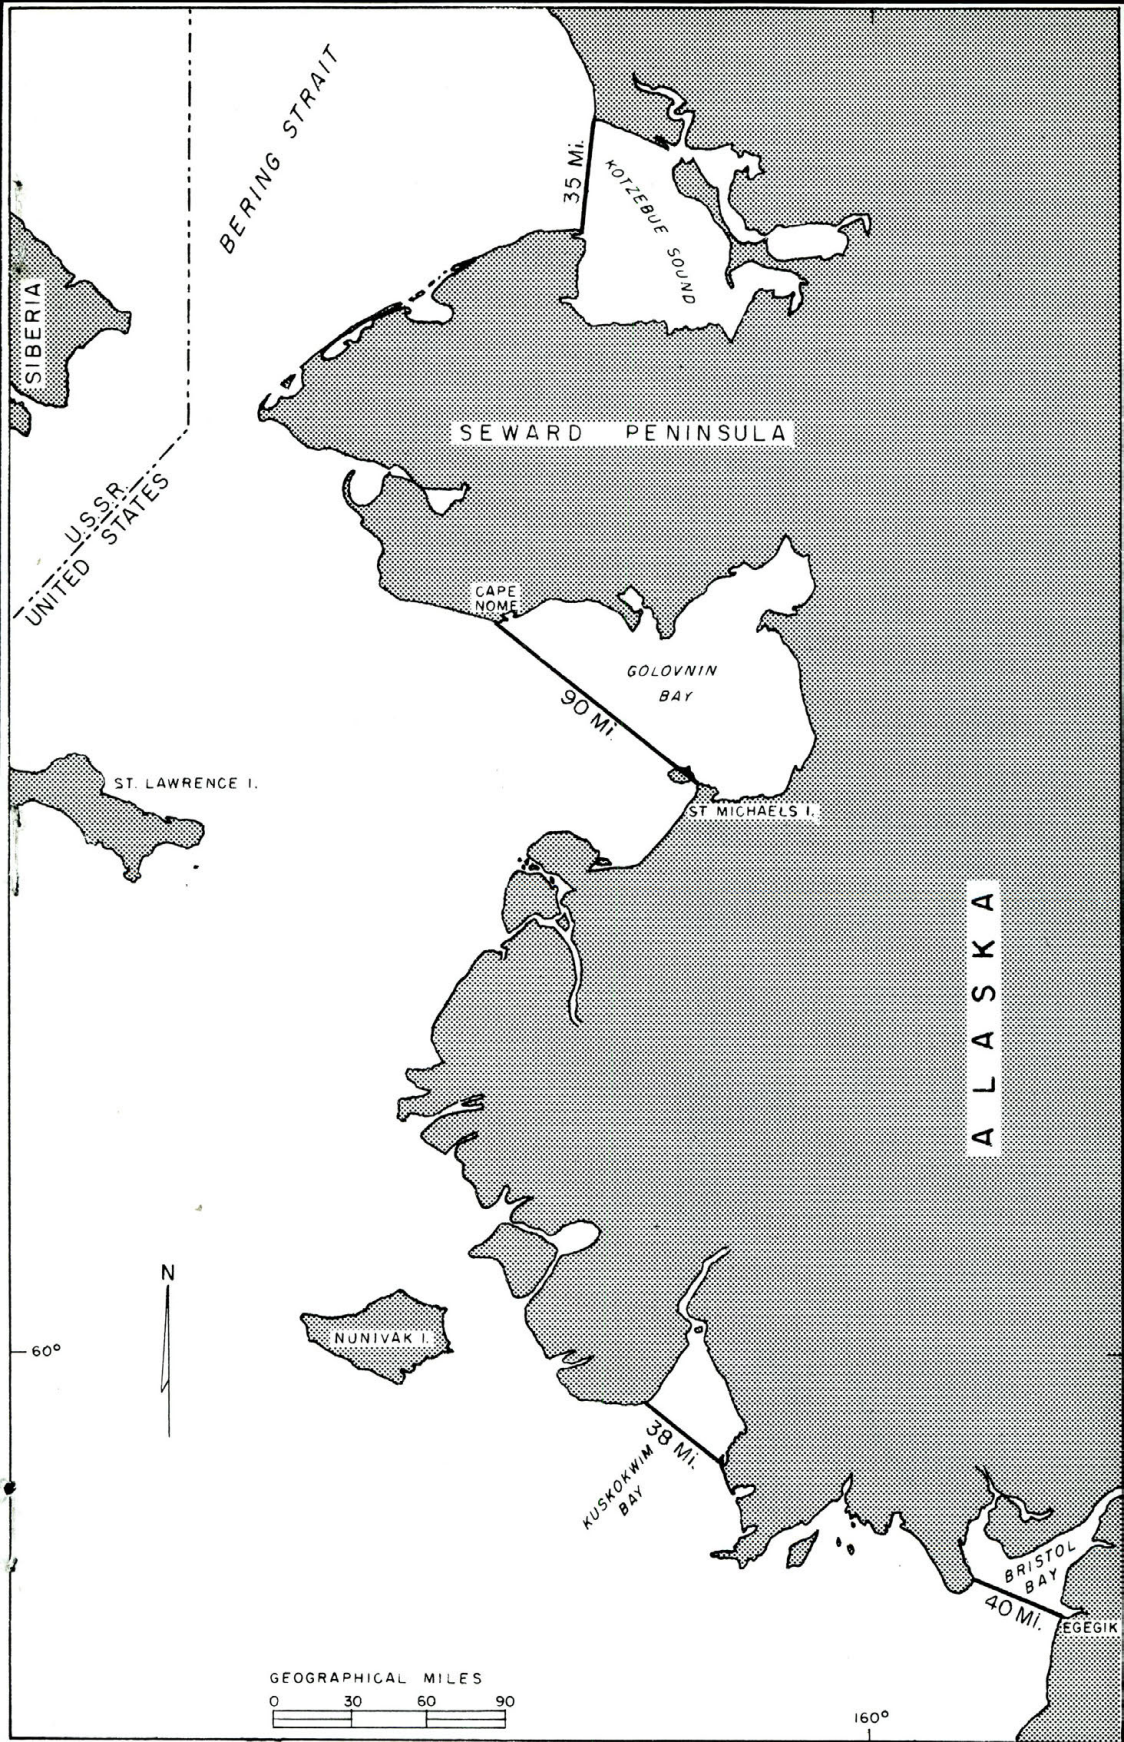 BERING STRAIT
35 Mi.
KOTZEBUE SOUND
SIBERIA
SEWARD PENINSULA
U.S.S.R.
UNITED STATES
CAPE
NOME
GOLOVNIN
BAY
90 Mi.
ST. LAWRENCE I.
ST MICHAELS I.
ALASKA
N
NUNIVAK I.
60°
38 Mi.
KUSKOKWIM
BAY
BRISTOL
BAY
40 Mi.
EGEGIK
GEOGRAPHICAL MILES
0 30 60 90
160°